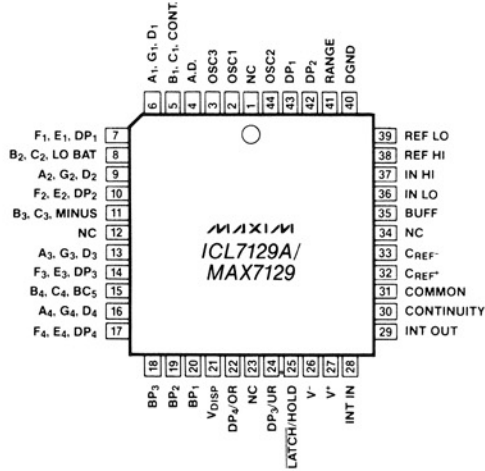 A₁, G₁, D₁
B₁, C₁, CONT.
A.D.
OSC3
OSC1
NC
OSC2
DP₁
DP₂
RANGE
DGND
6 5 4 3 2 1 44 43 42 41 40
F₁, E₁, DP₁ 7
B₂, C₂, LO BAT 8
A₂, G₂, D₂ 9
F₂, E₂, DP₂ 10
B₃, C₃, MINUS 11
NC 12
A₃, G₃, D₃ 13
F₃, E₃, DP₃ 14
B₄, C₄, BC₅ 15
A₄, G₄, D₄ 16
F₄, E₄, DP₄ 17
MAXIM
ICL7129A/
MAX7129
39 REF LO
38 REF HI
37 IN HI
36 IN LO
35 BUFF
34 NC
33 CREF⁻
32 CREF⁺
31 COMMON
30 CONTINUITY
29 INT OUT
18 19 20 21 22 23 24 25 26 27 28
BP₃
BP₂
BP₁
VDISP
DP₄/OR
NC
DP₃/UR
LATCH/HOLD
V⁻
V⁺
INT IN